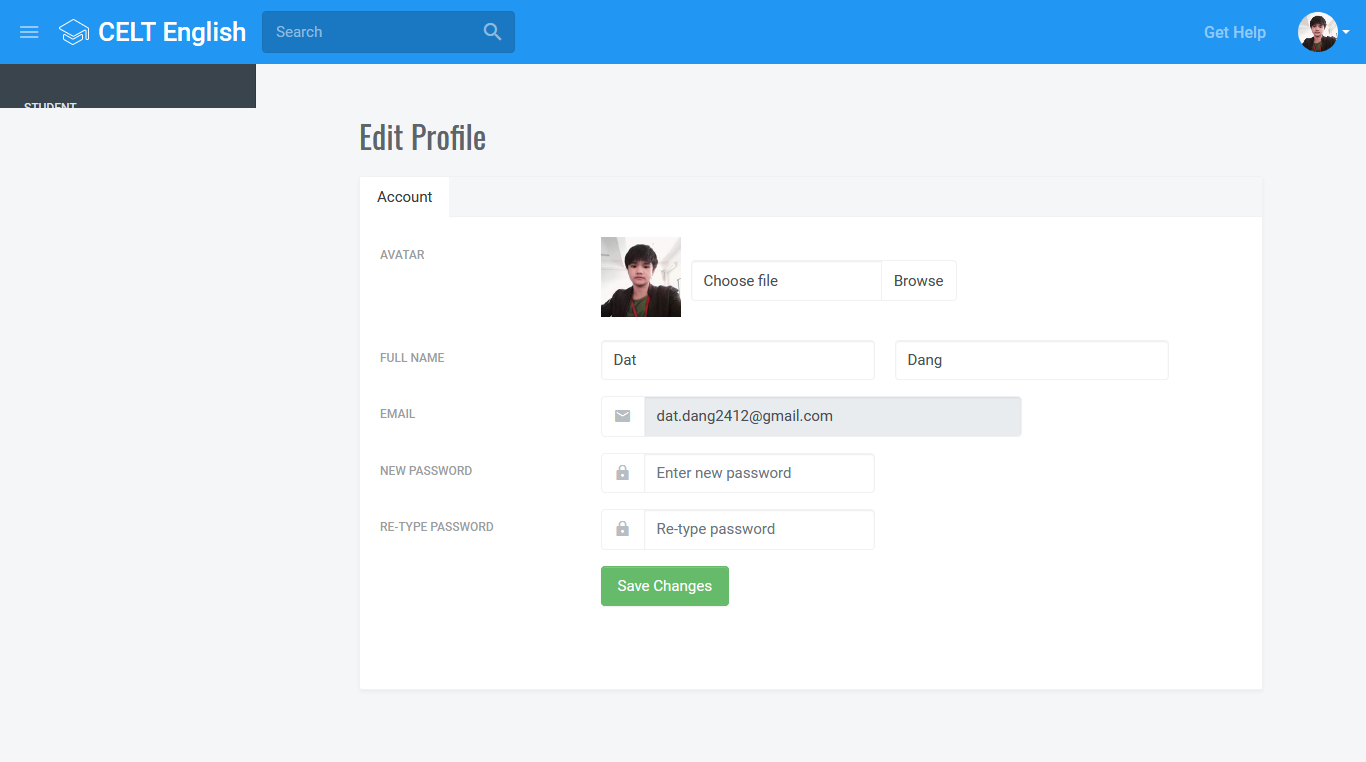 CELT English
Search
Get Help
STUDENT
Edit Profile
Account
AVATAR
Choose file
Browse
FULL NAME
Dat
Dang
EMAIL
dat.dang2412@gmail.com
NEW PASSWORD
Enter new password
RE-TYPE PASSWORD
Re-type password
Save Changes